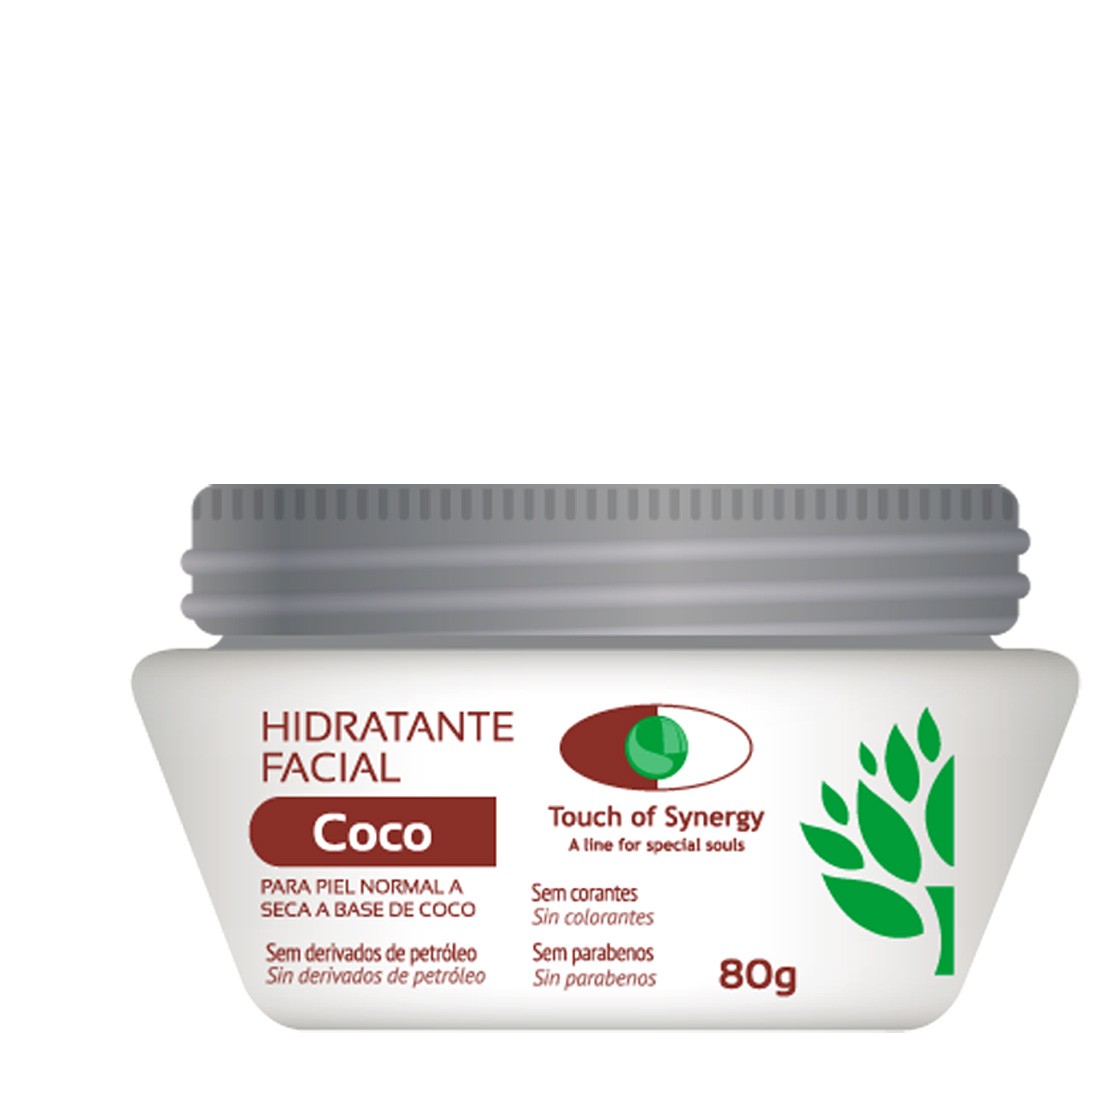 HIDRATANTE
FACIAL
Coco
PARA PIEL NORMAL A
SECA A BASE DE COCO
Sem derivados de petróleo
Sin derivados de petróleo
Touch of Synergy
A line for special souls
Sem corantes
Sin colorantes
Sem parabenos
Sin parabenos
80g